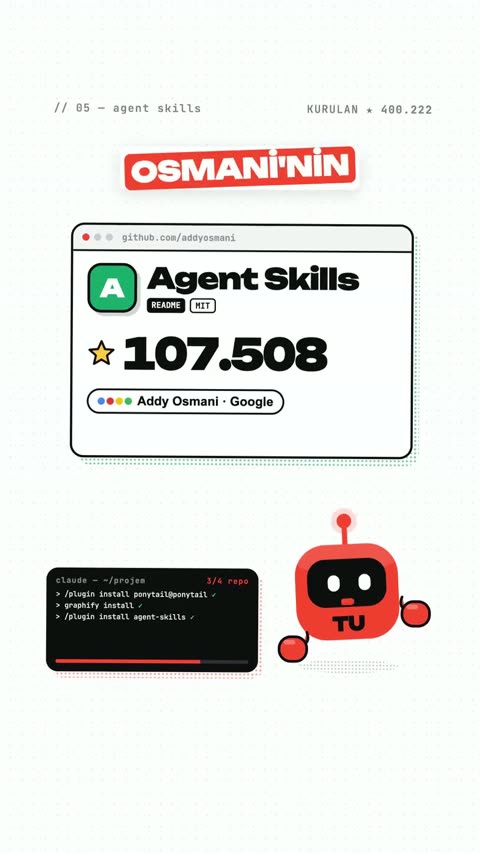 // 05 — agent skills
KURULAN ★ 400.222
OSMANİ'NİN
github.com/addyosmani
A
Agent Skills
README MIT
107.508
Addy Osmani · Google
claude — ~/projem 3/4 repo
> /plugin install ponytail@ponytail ✓
> graphify install ✓
> /plugin install agent-skills ✓
TU